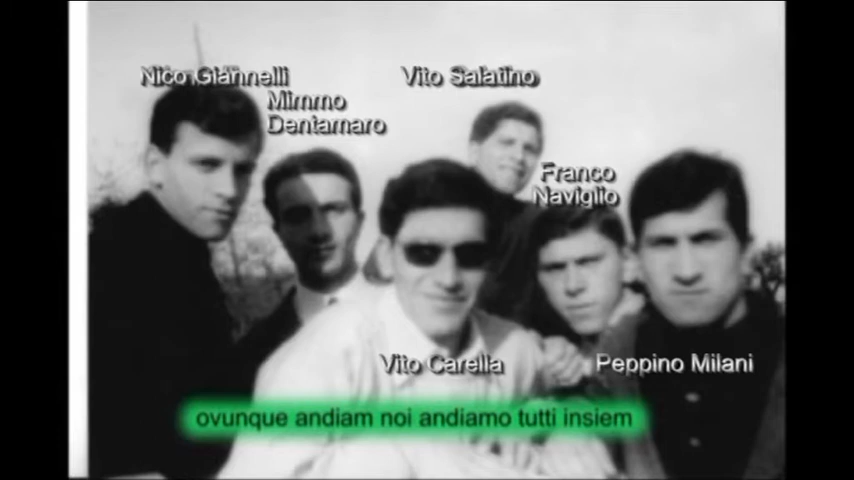 Nico Giannelli
Vito Salatino
Mimmo
Dentamaro
Franco
Naviglio
Vito Carella
Peppino Milani
ovunque andiam noi andiamo tutti insiem